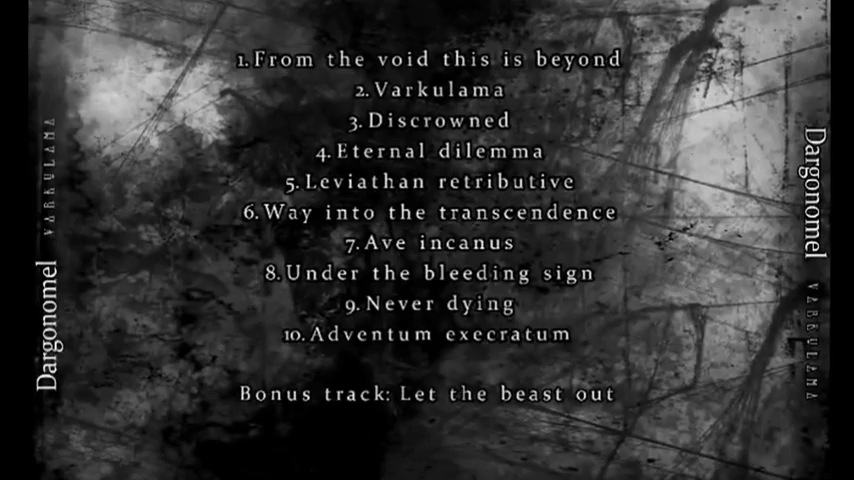 1. From the void this is beyond
2. Varkulama
3. Discrowned
4. Eternal dilemma
5. Leviathan retributive
6. Way into the transcendence
7. Ave incanus
8. Under the bleeding sign
9. Never dying
10. Adventum execratum
Bonus track: Let the beast out
Dargonomel VARKULAMA
Dargonomel VARKULAMA